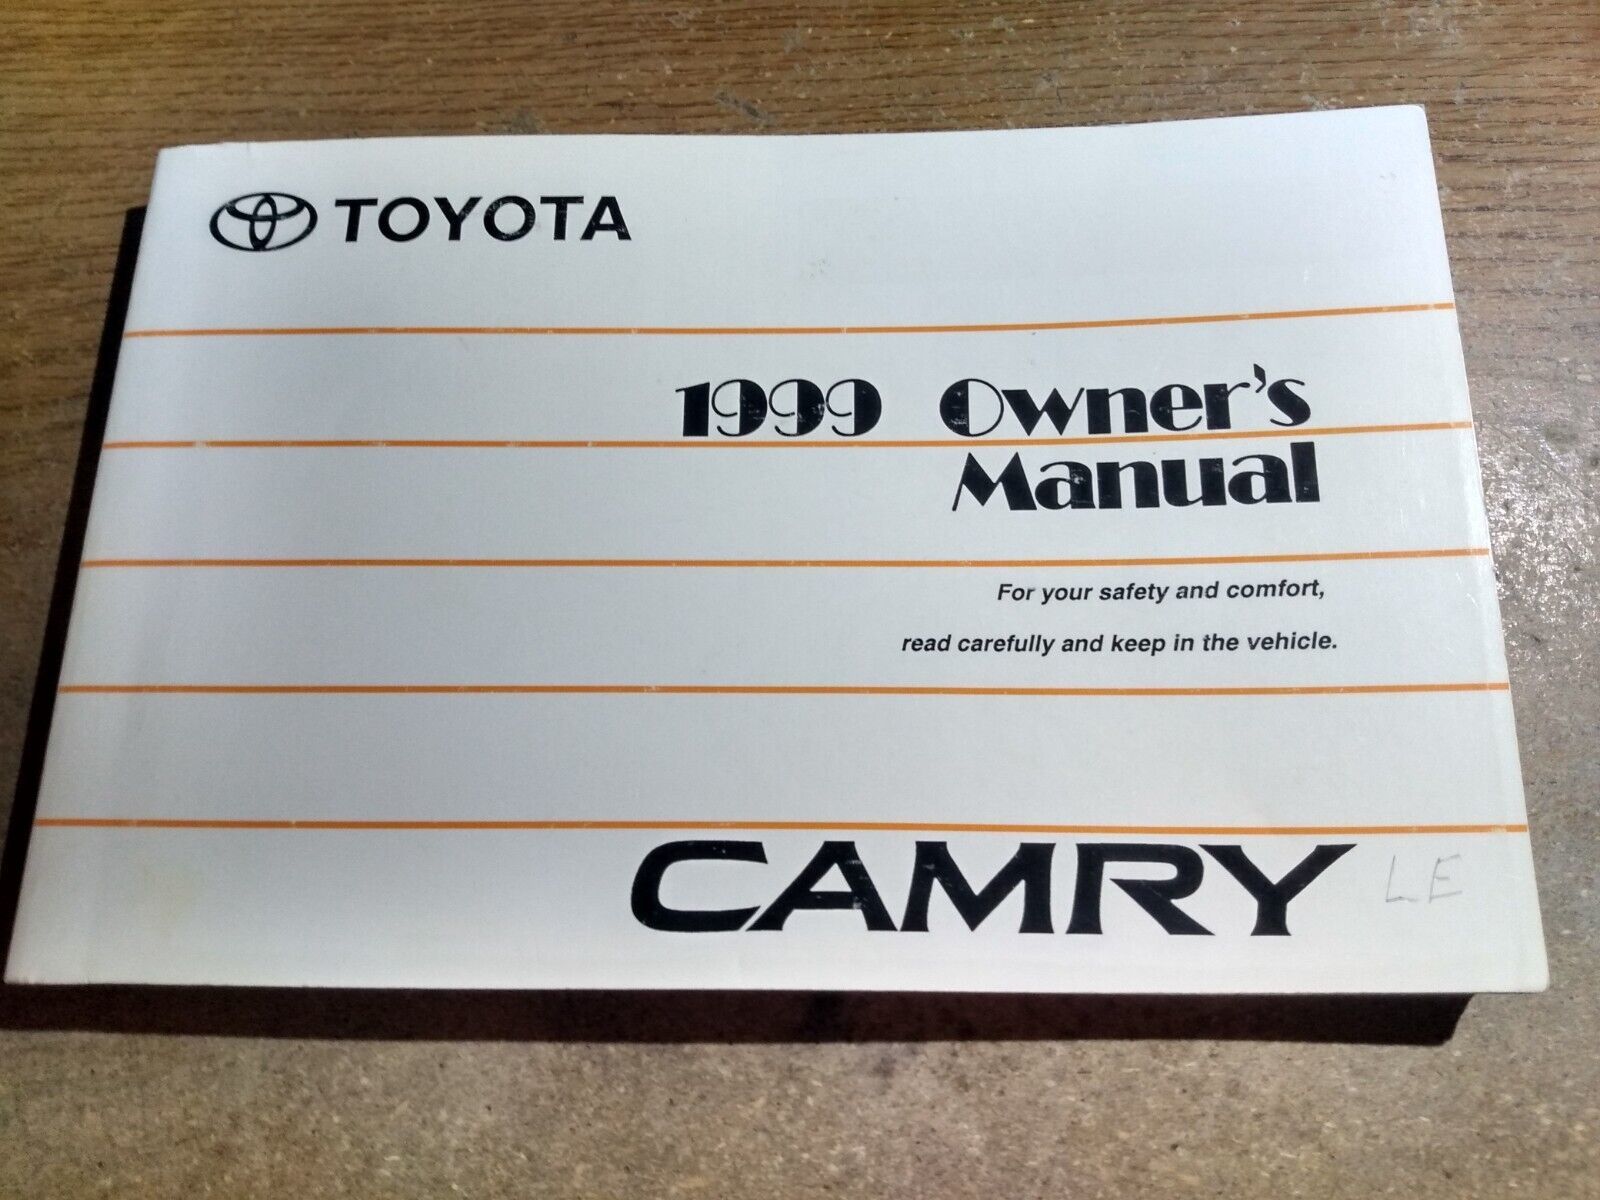 TOYOTA
1999 Owner's
Manual
For your safety and comfort,
read carefully and keep in the vehicle.
CAMRY LE